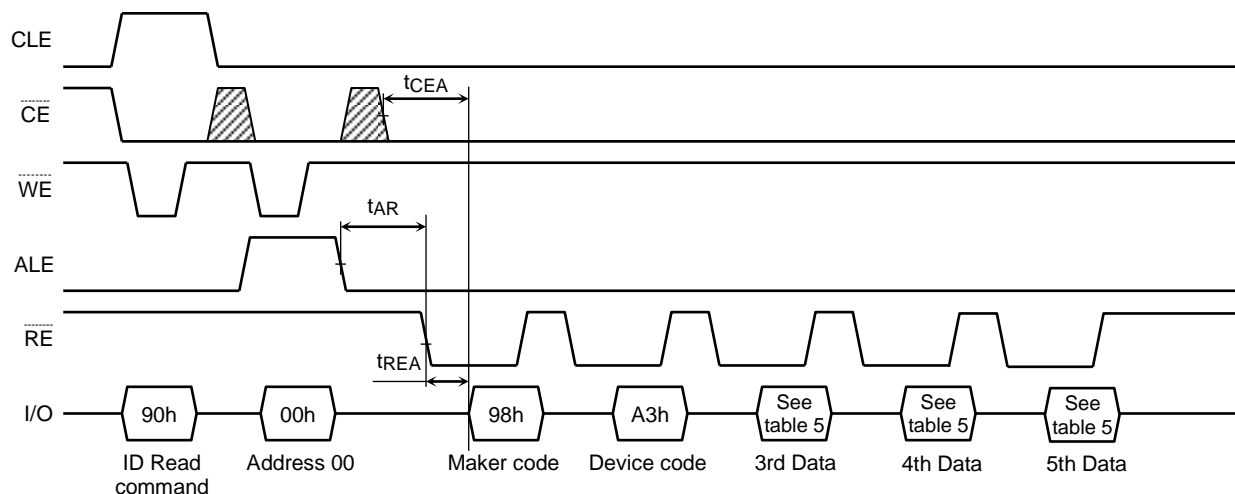 CLE
tCEA
CE
WE
tAR
ALE
RE
tREA
I/O
90h
00h
98h
A3h
See
table 5
See
table 5
See
table 5
ID Read
command
Address 00
Maker code
Device code
3rd Data
4th Data
5th Data